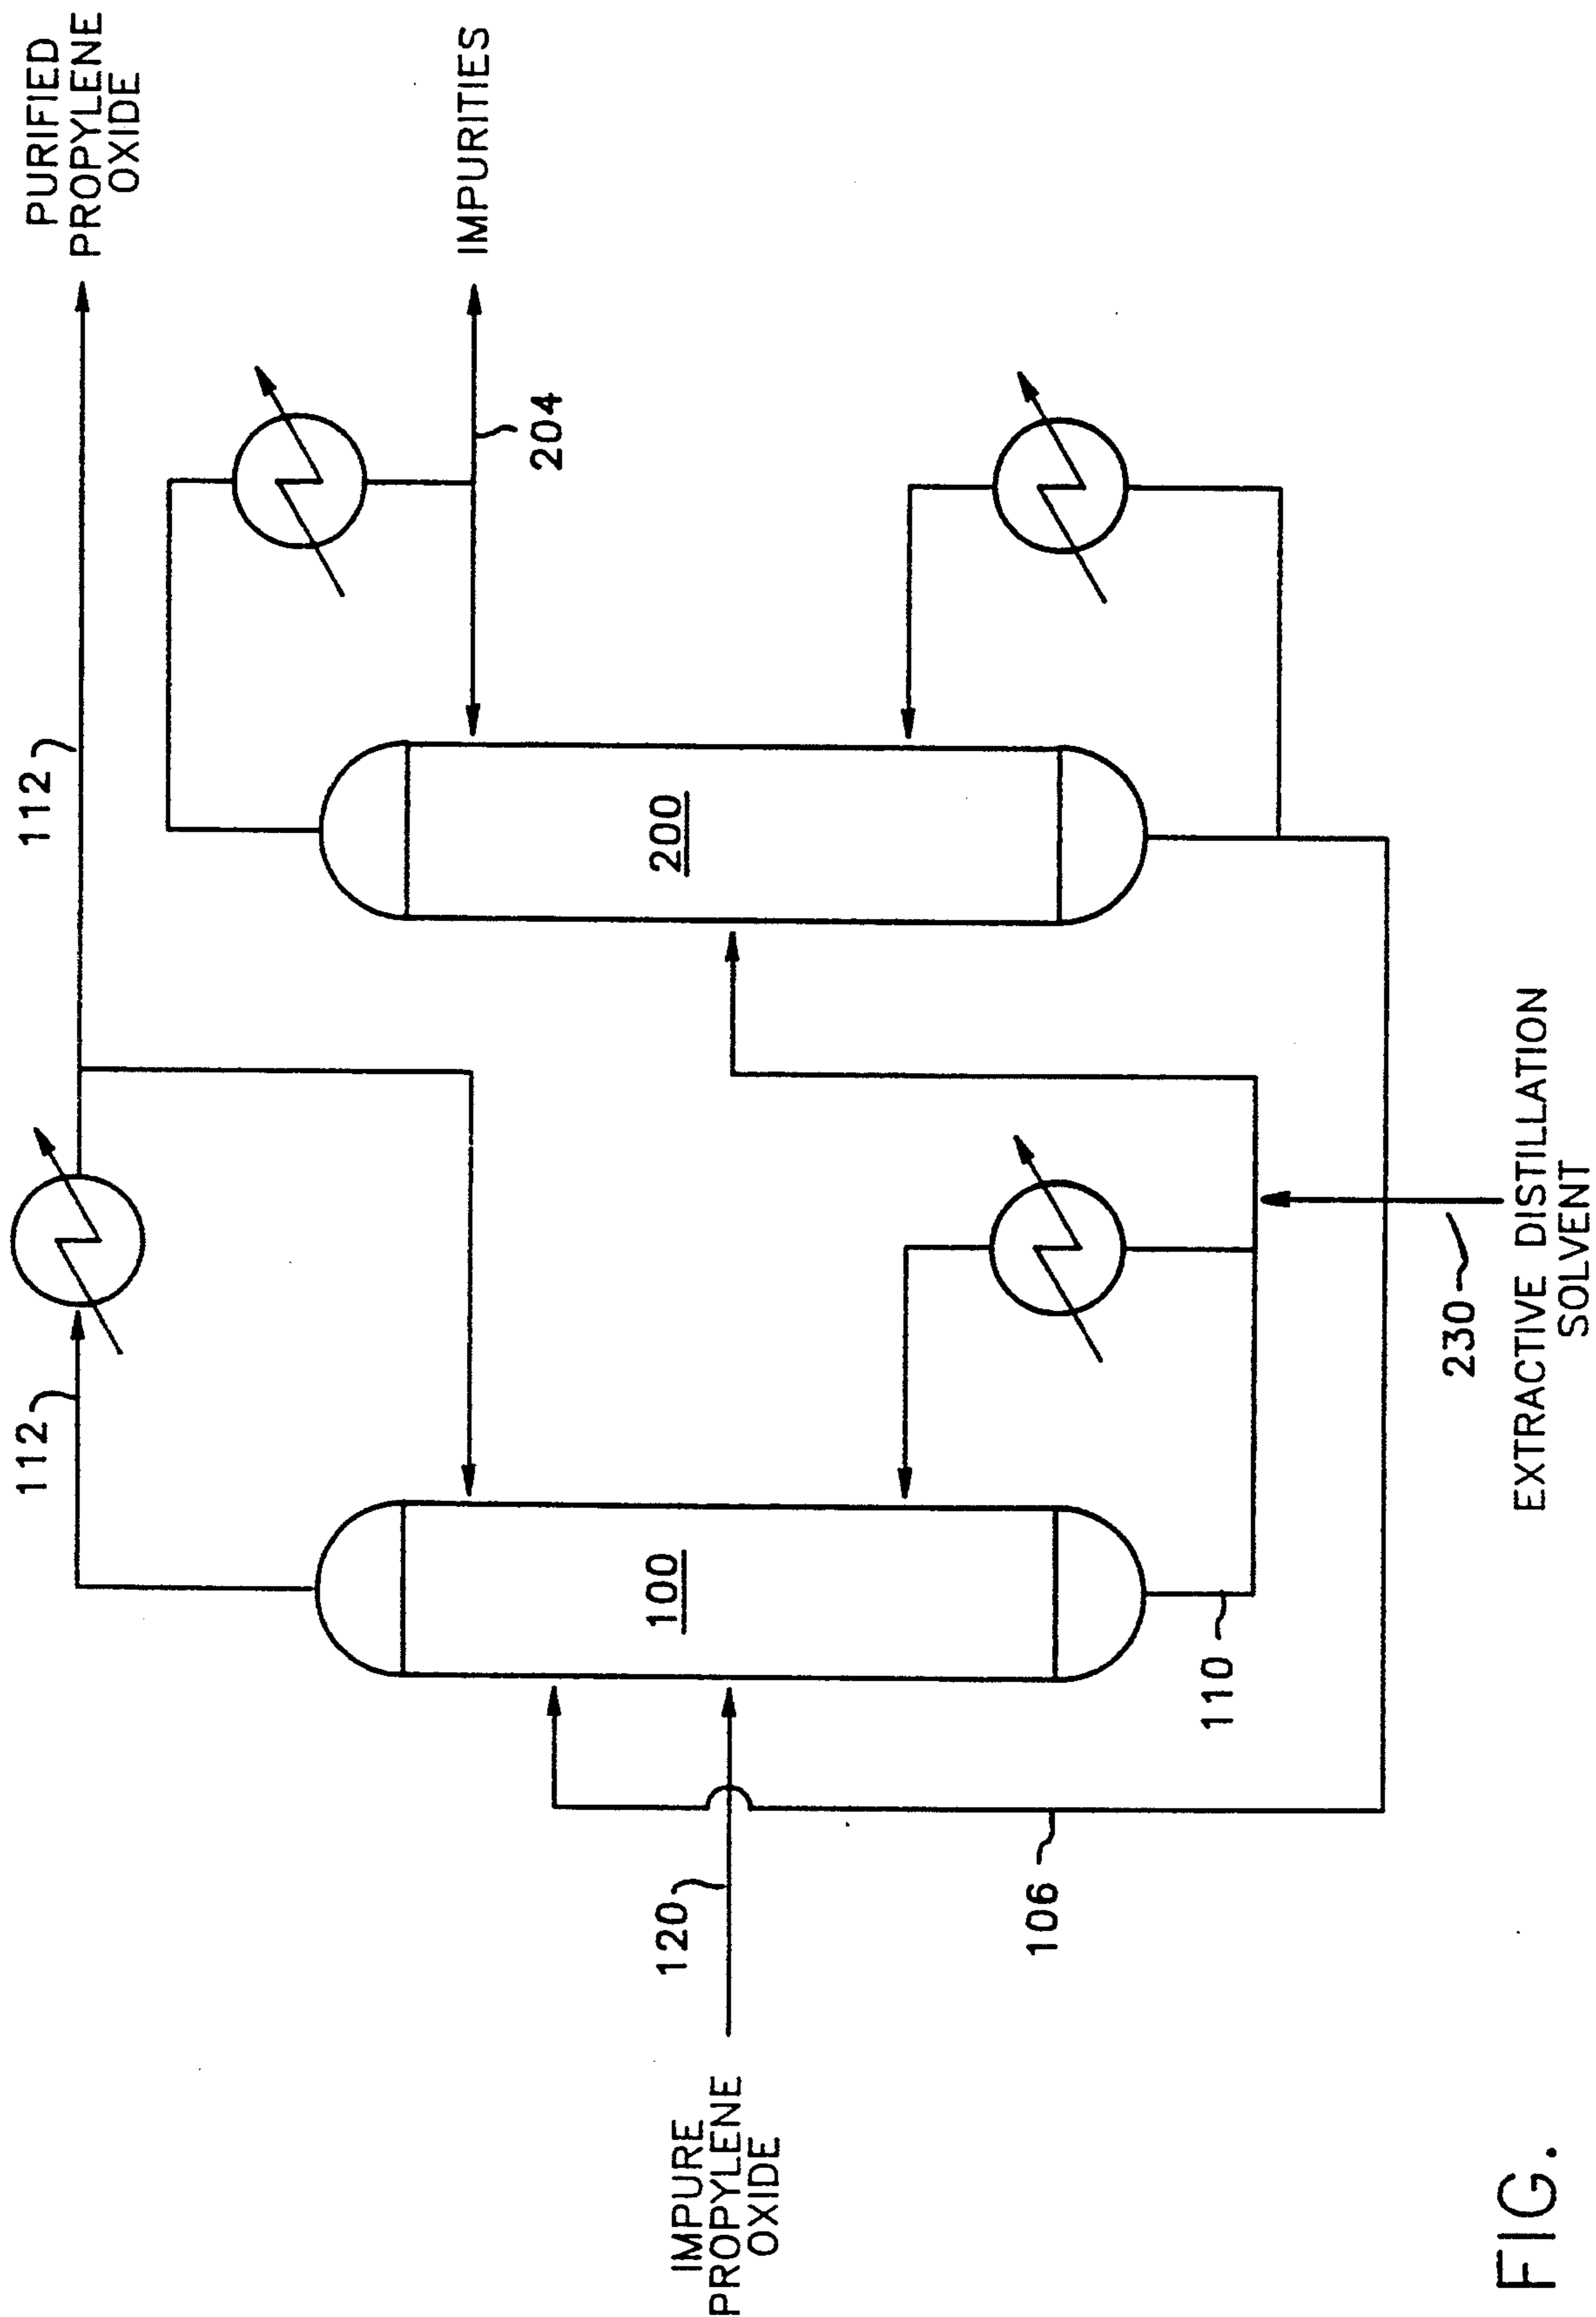 PURIFIED
PROPYLENE
OXIDE
112
112
IMPURITIES
204
200
100
120
IMPURE
PROPYLENE
OXIDE
106
110
230
EXTRACTIVE DISTILLATION
SOLVENT
FIG.